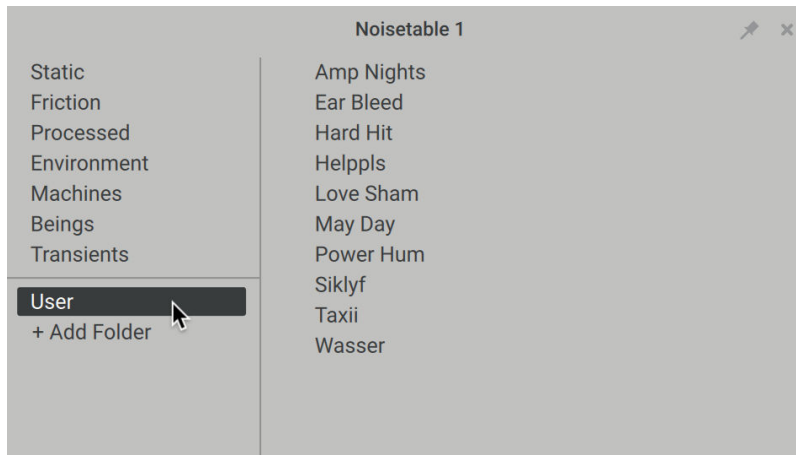 Noisetable 1
Static
Friction
Processed
Environment
Machines
Beings
Transients
User
+ Add Folder
Amp Nights
Ear Bleed
Hard Hit
Helppls
Love Sham
May Day
Power Hum
Siklyf
Taxii
Wasser